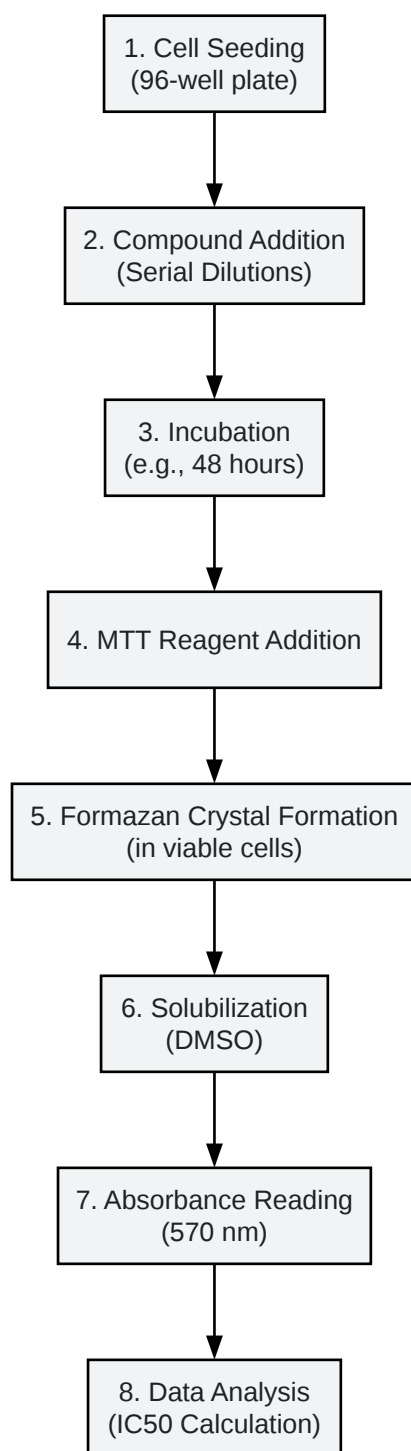 1. Cell Seeding
(96-well plate)
2. Compound Addition
(Serial Dilutions)
3. Incubation
(e.g., 48 hours)
4. MTT Reagent Addition
5. Formazan Crystal Formation
(in viable cells)
6. Solubilization
(DMSO)
7. Absorbance Reading
(570 nm)
8. Data Analysis
(IC50 Calculation)